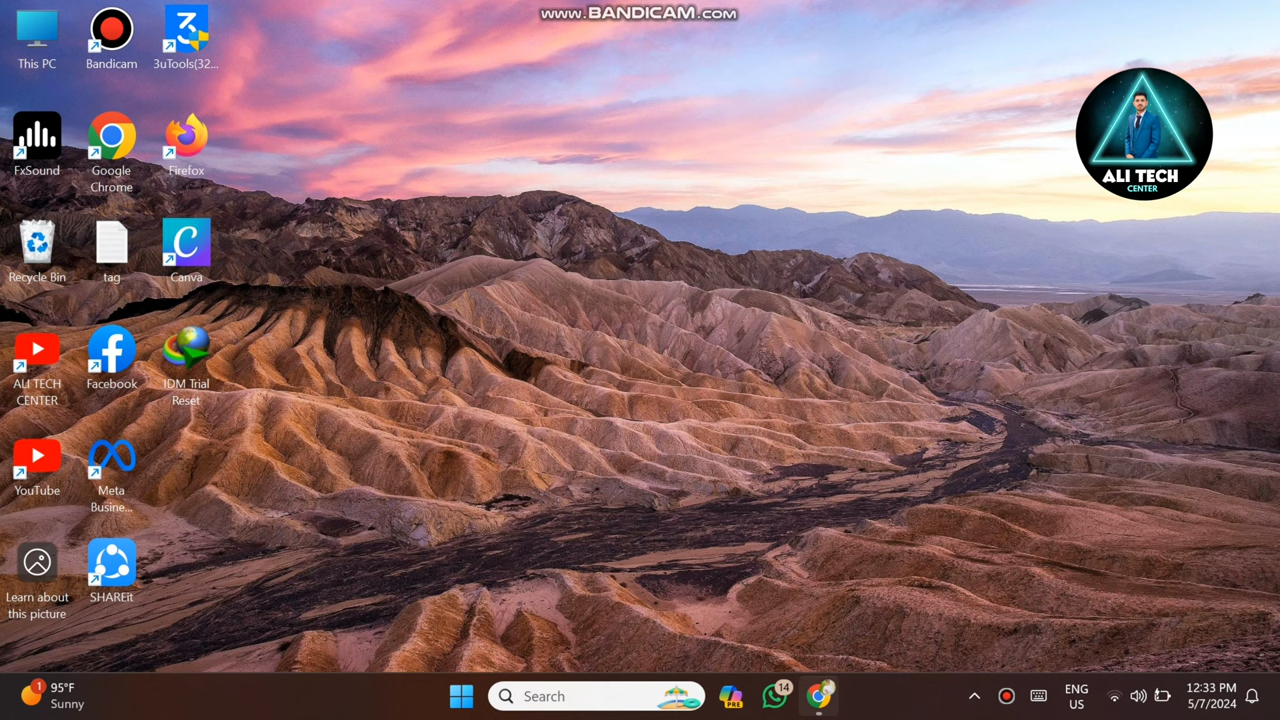 www.BANDICAM.com
This PC
Bandicam
3uTools(32...
ALI TECH
CENTER
FxSound
Google
Chrome
Firefox
Recycle Bin
tag
Canva
ALI TECH
CENTER
Facebook
IDM Trial
Reset
YouTube
Meta
Busine...
Learn about
this picture
SHAREit
1
95°F
Sunny
Search
PRE
14
ENG
US
12:33 PM
5/7/2024